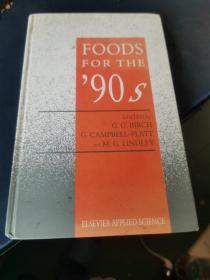 FOODS
FOR THE
'90s
EDITED BY
G. G. BIRCH
G. CAMPBELL-PLATT
AND M. G. LINDLEY
ELSEVIER APPLIED SCIENCE